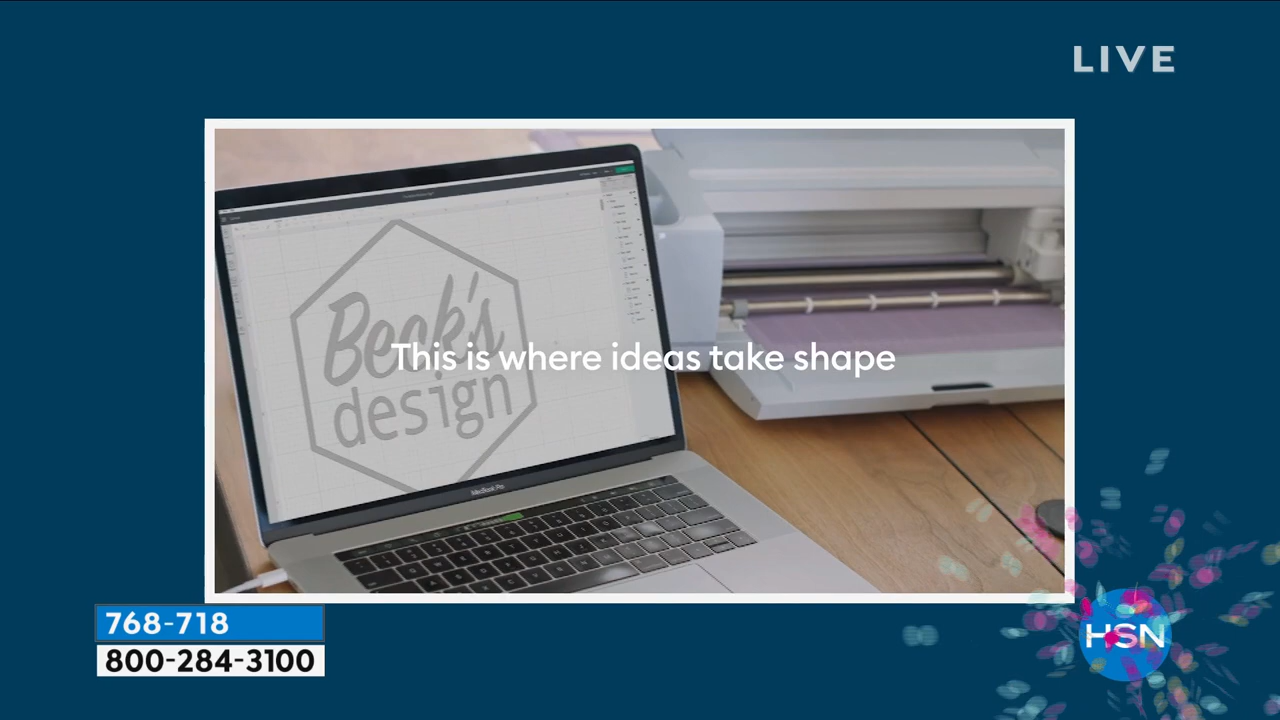 LIVE
Beck's
design
This is where ideas take shape
MacBook Pro
768-718
800-284-3100
HSN